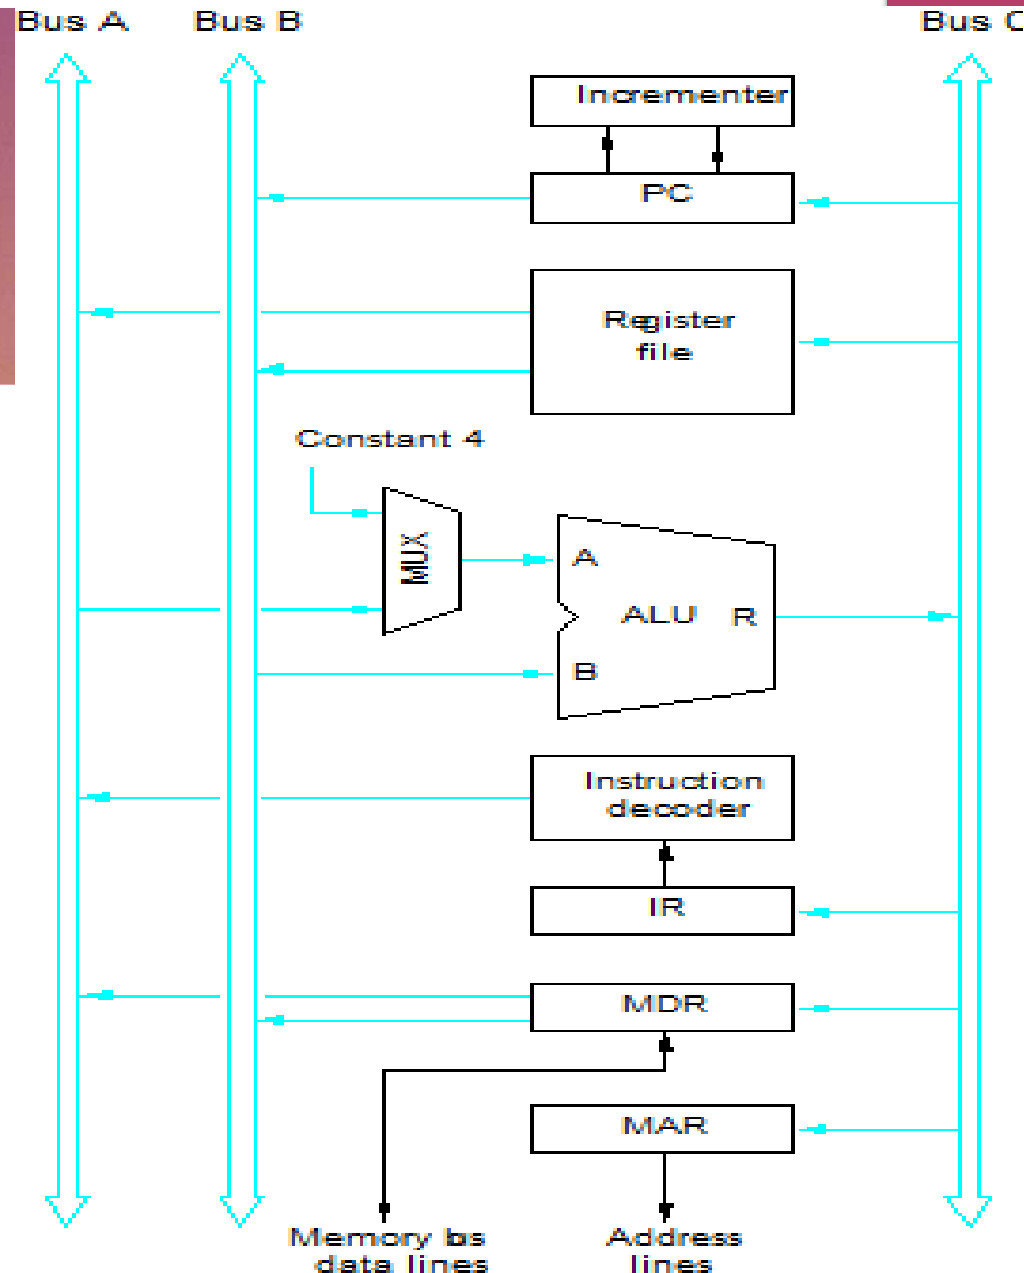 Bus A
Bus B
Bus C
Incrementer
PC
Register
file
Constant 4
MUX
A
ALU
R
B
Instruction
decoder
IR
MDR
MAR
Memory bs
data lines
Address
lines